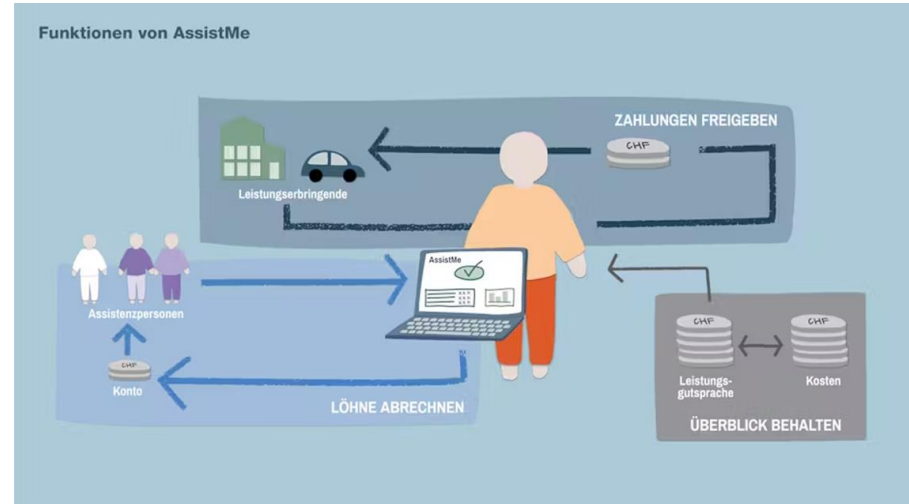 Funktionen von AssistMe
ZAHLUNGEN FREIGEBEN
CHF
Leistungserbringende
AssistMe
Assistenzpersonen
CHF
Konto
LÖHNE ABRECHNEN
CHF
CHF
Leistungs-
gutsprache
Kosten
ÜBERBLICK BEHALTEN